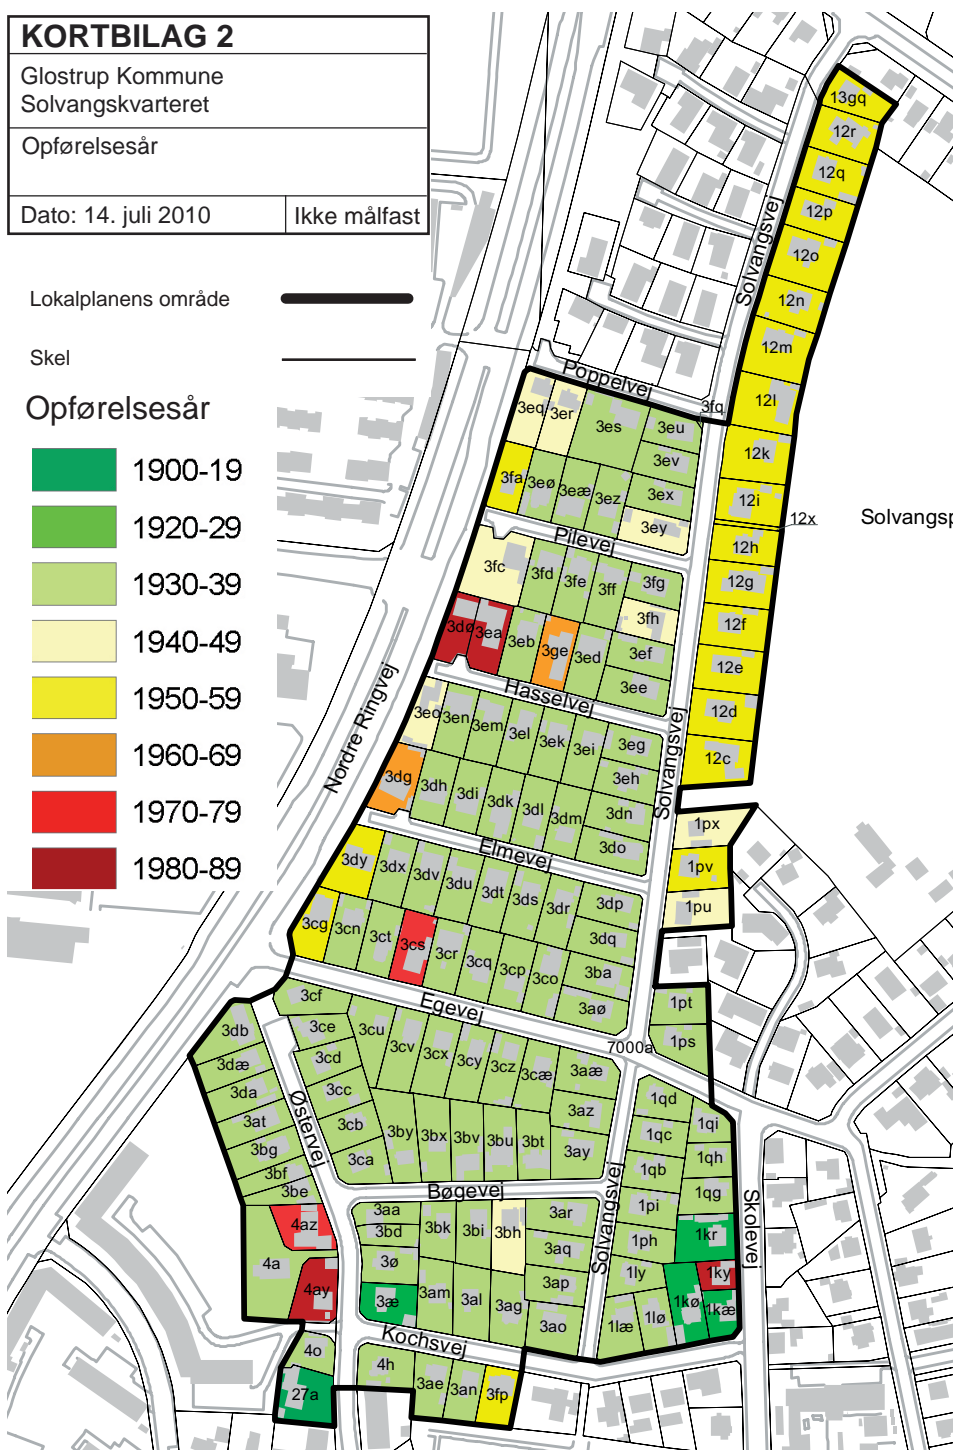 KORTBILAG 2
Glostrup Kommune
Solvangskvarteret
Opførelsesår
Dato: 14. juli 2010
Ikke målfast
Lokalplanens område
Skel
Opførelsesår
1900-19
1920-29
1930-39
1940-49
1950-59
1960-69
1970-79
1980-89
13gq
12r
12q
12p
12o
12n
12m
12l
12k
12i
12x
Solvangsp
12h
12g
12f
12e
12d
12c
Solvangsvej
Poppelvej
3fq
3eq
3er
3es
3eu
3ev
3fa
3eø
3eæ
3ez
3ex
3ey
Pilevej
3fc
3fd
3fe
3ff
3fg
3fh
3dø
3ea
3eb
3ge
3ed
3ef
3ee
Hasselvej
Nordre Ringvej
Solvangsvej
3eo
3en
3em
3el
3ek
3ei
3eg
3eh
3dg
3dh
3di
3dk
3dl
3dm
3dn
3do
Elmevej
1px
1pv
1pu
3dy
3dx
3dv
3du
3dt
3ds
3dr
3dp
3dq
3cg
3cn
3ct
3cs
3cr
3cq
3cp
3co
3ba
3aø
Egevej
1pt
1ps
7000a
3cf
3ce
3cd
3cc
3cb
3ca
3cu
3cv
3cx
3cy
3cz
3cæ
3aæ
3az
3ay
3by
3bx
3bv
3bu
3bt
3db
3dæ
3da
3at
3bg
3bf
3be
Østervej
Bøgevej
Solvangsvej
Skolevej
1qd
1qc
1qb
1pi
1ph
1ly
1læ
1lø
1qi
1qh
1qg
1kr
1ky
1kø
1kæ
4az
4a
4ay
3aa
3bd
3ø
3æ
3bk
3bi
3bh
3ar
3aq
3ap
3ao
3am
3al
3ag
Kochsvej
4o
27a
4h
3ae
3an
3fp